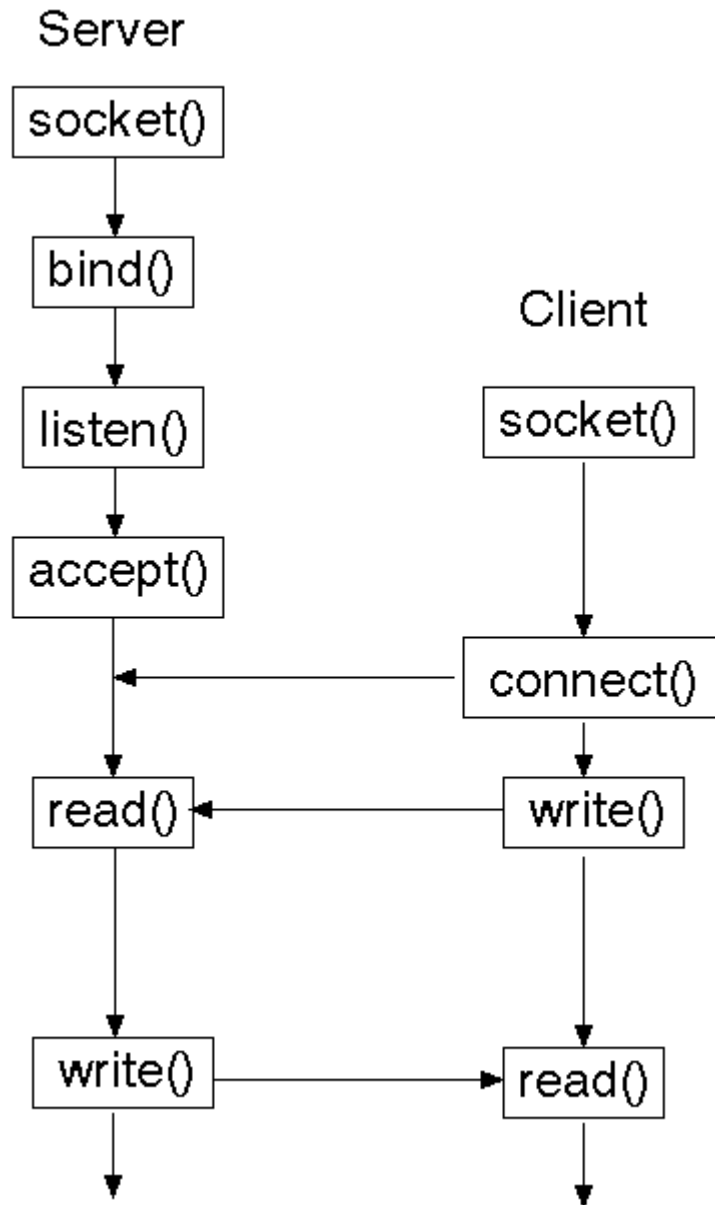 Server
socket()
bind()
listen()
accept()
read()
write()
Client
socket()
connect()
write()
read()